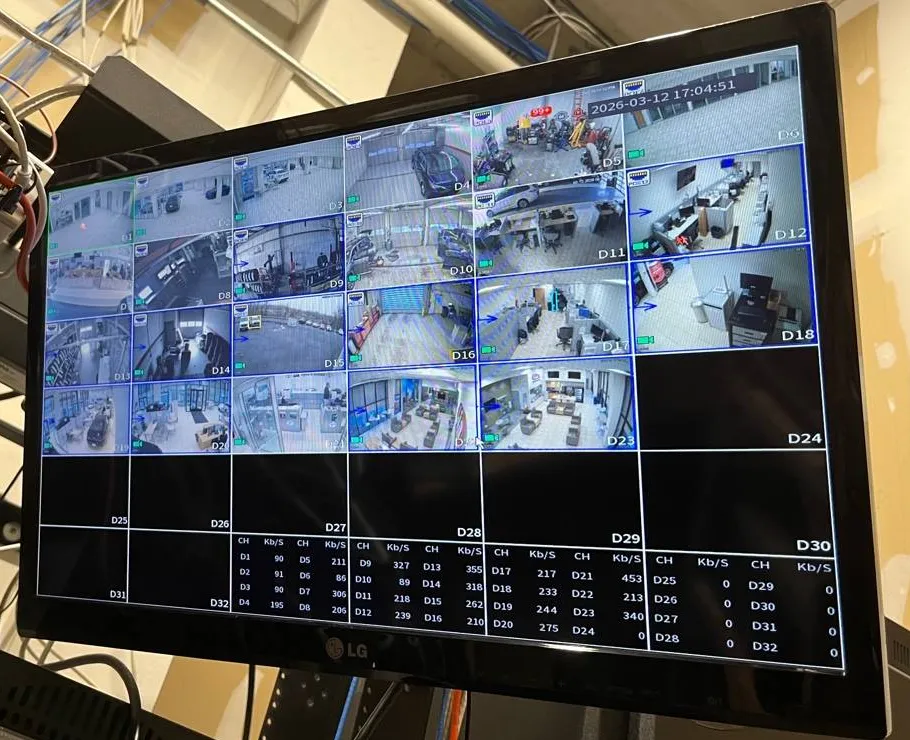 2026-03-12 17:04:51
99+
D3
D4
D5
D6
D8
D9
D10
D11
D12
D13
D14
D15
D16
D17
D18
D19
D20
D23
D24
D25
D26
D27
D28
D29
D30
D31
D32
CH Kb/S CH Kb/S CH Kb/S CH Kb/S CH Kb/S CH Kb/S CH Kb/S CH Kb/S
D1 90 D5 211 D9 327 D13 355 D17 217 D21 453 D25 0 D29 0
D2 91 D6 86 D10 89 D14 318 D18 233 D22 213 D26 0 D30 0
D3 90 D7 306 D11 218 D15 262 D19 244 D23 340 D27 0 D31 0
D4 195 D8 206 D12 239 D16 210 D20 275 D24 0 D28 0 D32 0
LG